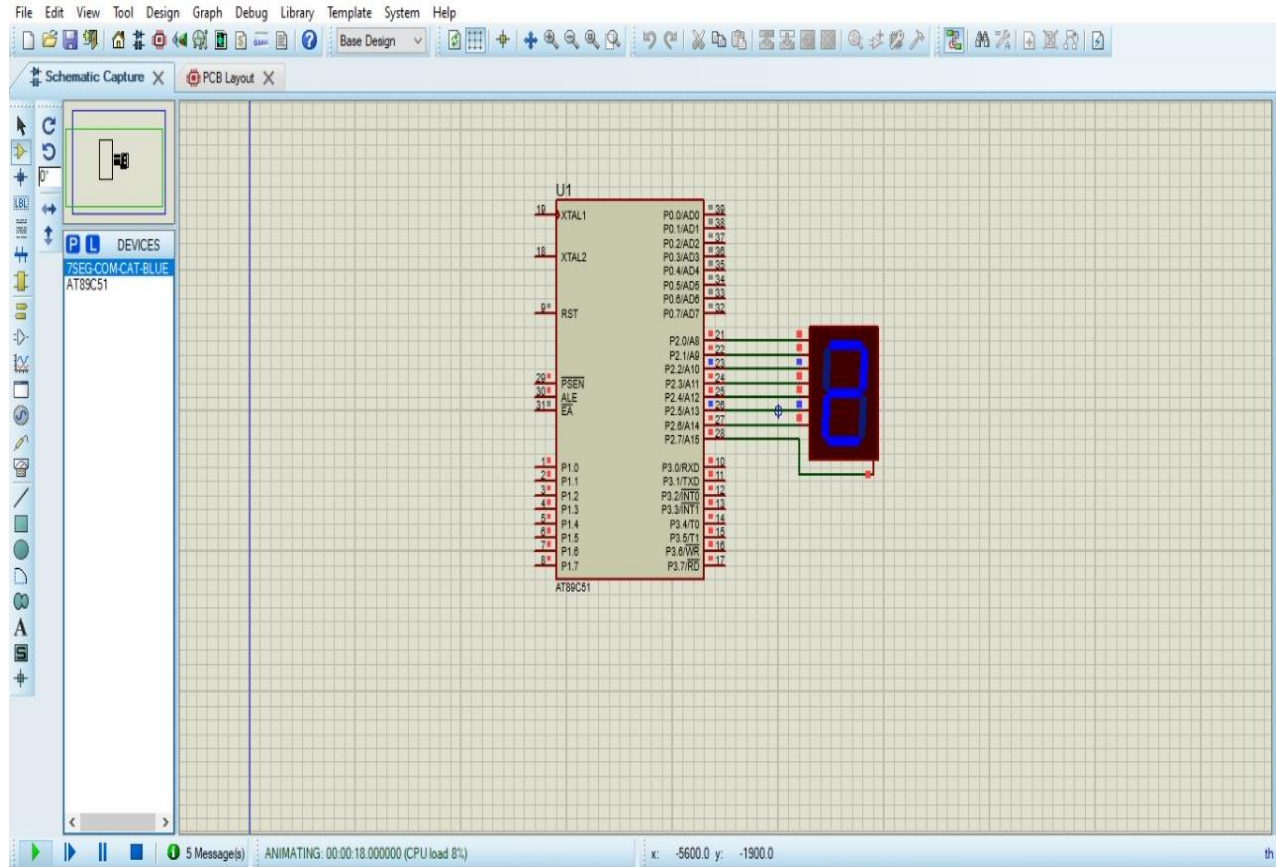 File Edit View Tool Design Graph Debug Library Template System Help
Base Design
Schematic Capture PCB Layout
0°
LBL
P L DEVICES
7SEG-COM-CAT-BLUE
AT89C51
A
S
U1
19 XTAL1 P0.0/AD0 39
P0.1/AD1 38
P0.2/AD2 37
18 XTAL2 P0.3/AD3 36
P0.4/AD4 35
P0.5/AD5 34
P0.6/AD6 33
9 RST P0.7/AD7 32
P2.0/A8 21
P2.1/A9 22
P2.2/A10 23
29 PSEN P2.3/A11 24
30 ALE P2.4/A12 25
31 EA P2.5/A13 26
P2.6/A14 27
P2.7/A15 28
1 P1.0 P3.0/RXD 10
2 P1.1 P3.1/TXD 11
3 P1.2 P3.2/INT0 12
4 P1.3 P3.3/INT1 13
5 P1.4 P3.4/T0 14
6 P1.5 P3.5/T1 15
7 P1.6 P3.6/WR 16
8 P1.7 P3.7/RD 17
AT89C51
2
5 Message(s) ANIMATING: 00:00:18.000000 (CPU load 8%) x: -5600.0 y: -1900.0 th